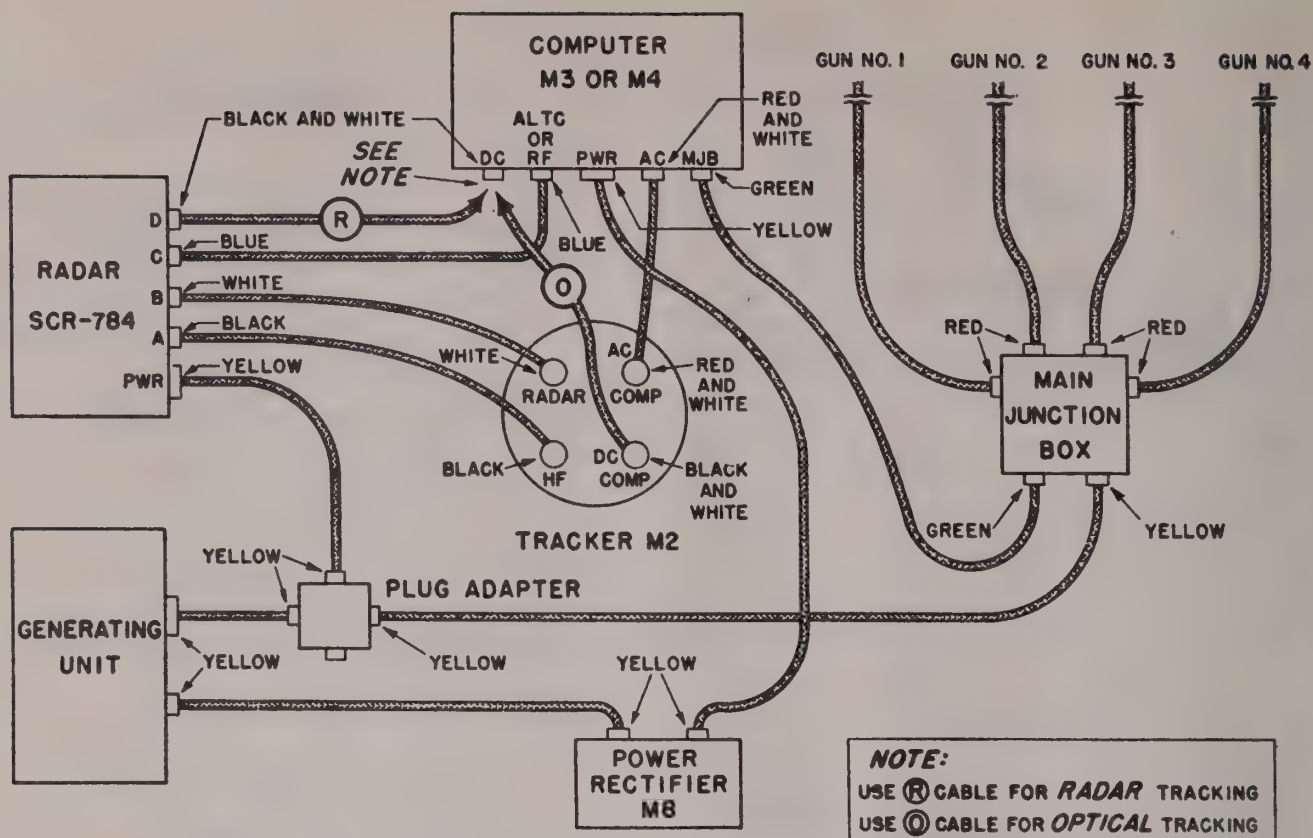 COMPUTER
M3 OR M4
GUN NO. 1
GUN NO. 2
GUN NO. 3
GUN NO. 4
BLACK AND WHITE
SEE
NOTE
DC
ALTC
OR
RF
PWR
AC
MJB
RED
AND
WHITE
GREEN
BLUE
YELLOW
RADAR
SCR-784
D
C
B
A
PWR
R
BLUE
WHITE
BLACK
YELLOW
O
WHITE
RADAR
AC
COMP
RED
AND
WHITE
BLACK
HF
DC
COMP
BLACK
AND
WHITE
TRACKER M2
RED
RED
MAIN
JUNCTION
BOX
GREEN
YELLOW
GENERATING
UNIT
YELLOW
PLUG ADAPTER
YELLOW
YELLOW
YELLOW
POWER
RECTIFIER
M8
NOTE:
USE R CABLE FOR RADAR TRACKING
USE O CABLE FOR OPTICAL TRACKING